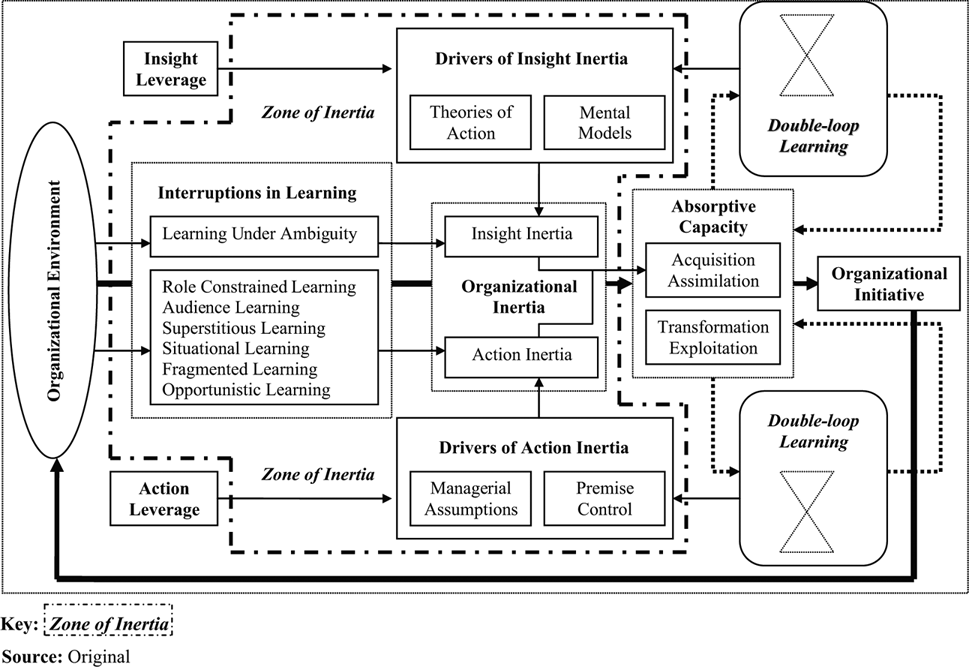 Insight
Leverage
Zone of Inertia
Drivers of Insight Inertia
Theories of
Action
Mental
Models
Double-loop
Learning
Organizational Environment
Interruptions in Learning
Learning Under Ambiguity
Role Constrained Learning
Audience Learning
Superstitious Learning
Situational Learning
Fragmented Learning
Opportunistic Learning
Insight Inertia
Organizational
Inertia
Action Inertia
Absorptive
Capacity
Acquisition
Assimilation
Transformation
Exploitation
Organizational
Initiative
Action
Leverage
Zone of Inertia
Drivers of Action Inertia
Managerial
Assumptions
Premise
Control
Double-loop
Learning
Key: Zone of Inertia
Source: Original